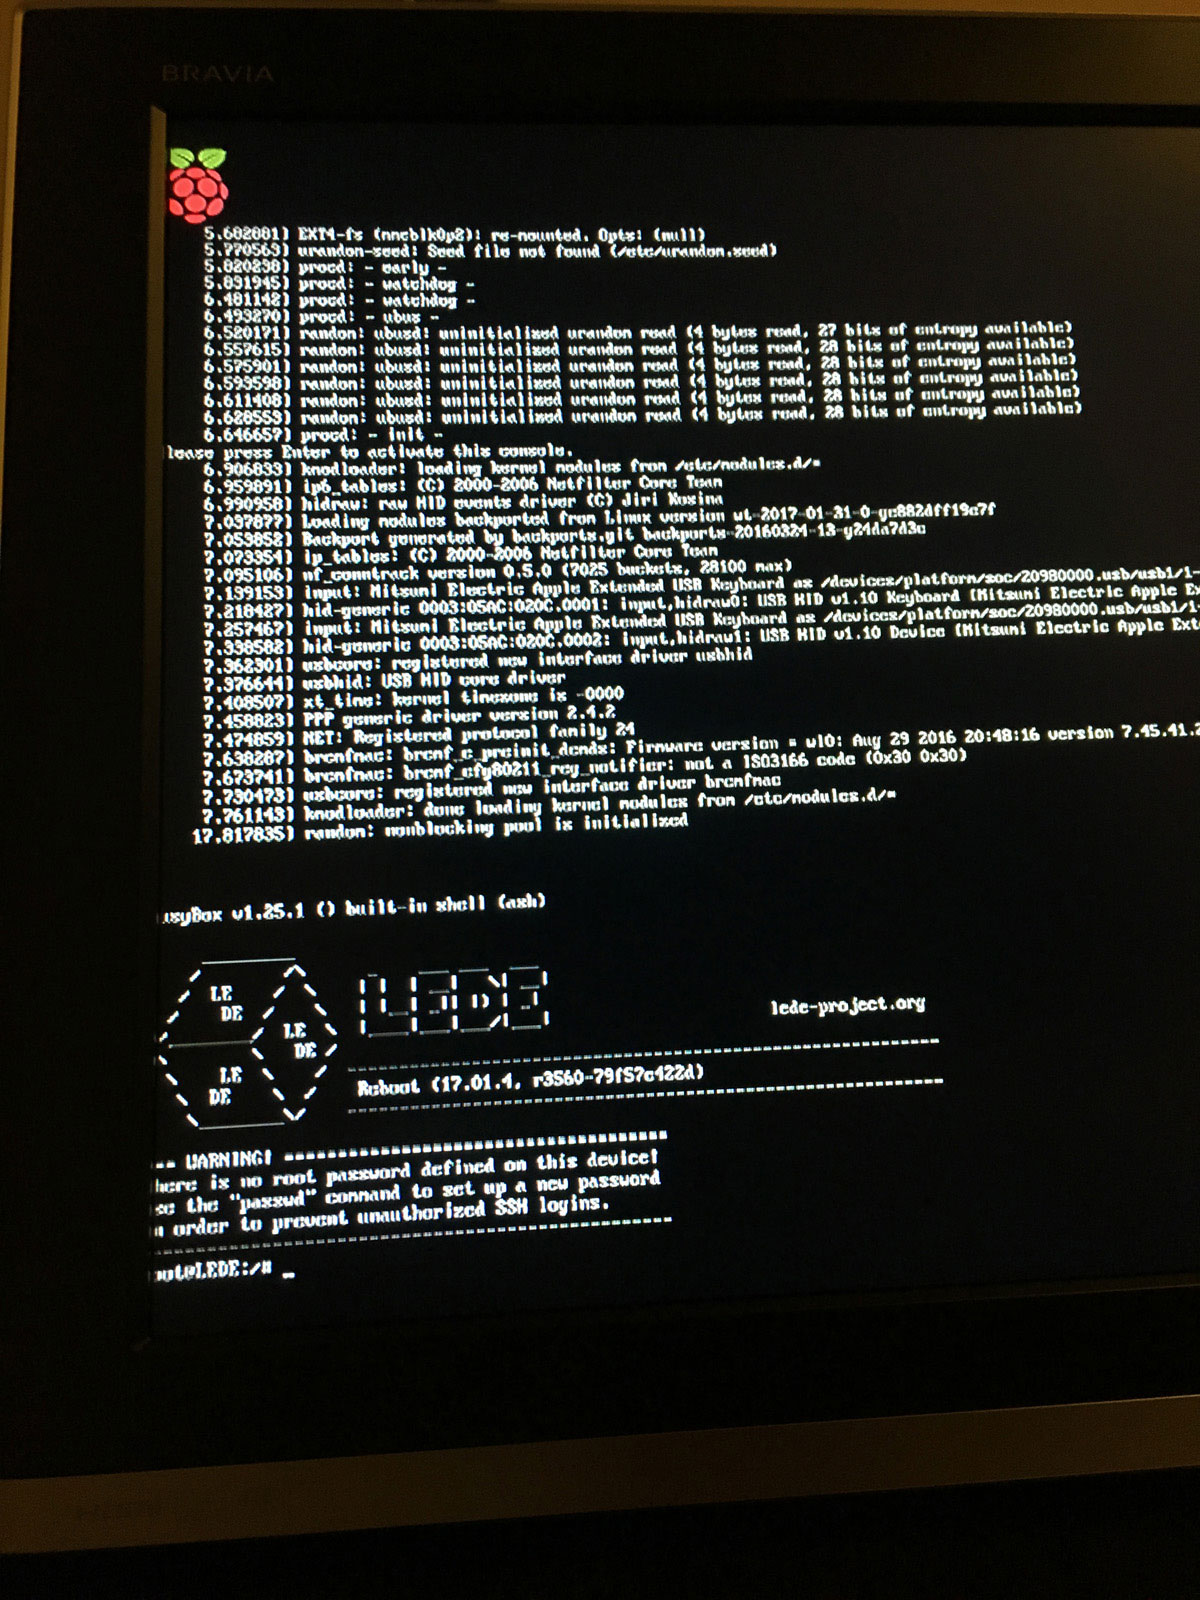 BRAVIA
5.682881] EXT4-fs (mmcblk0p2): re-mounted. Opts: (null)
5.770563] urandom-seed: Seed file not found (/etc/urandom.seed)
5.820238] procd: - early -
5.831945] procd: - watchdog -
6.481142] procd: - watchdog -
6.493270] procd: - ubus -
6.520171] random: ubusd: uninitialized urandom read (4 bytes read, 27 bits of entropy available)
6.557615] random: ubusd: uninitialized urandom read (4 bytes read, 28 bits of entropy available)
6.575901] random: ubusd: uninitialized urandom read (4 bytes read, 28 bits of entropy available)
6.593598] random: ubusd: uninitialized urandom read (4 bytes read, 28 bits of entropy available)
6.611408] random: ubusd: uninitialized urandom read (4 bytes read, 28 bits of entropy available)
6.628553] random: ubusd: uninitialized urandom read (4 bytes read, 28 bits of entropy available)
6.646657] procd: - init -
lease press Enter to activate this console.
6.906833] kmodloader: loading kernel modules from /etc/modules.d/*
6.959891] ip6_tables: (C) 2000-2006 Netfilter Core Team
6.990958] hidraw: raw HID events driver (C) Jiri Kosina
7.037877] Loading modules backported from Linux version wt-2017-01-31-0-ge882dff19e7f
7.053852] Backport generated by backports.git backports-20160324-13-g24da7d3c
7.073354] ip_tables: (C) 2000-2006 Netfilter Core Team
7.095106] nf_conntrack version 0.5.0 (7025 buckets, 28100 max)
7.199153] input: Mitsumi Electric Apple Extended USB Keyboard as /devices/platform/soc/20980000.usb/usb1/1-
7.218427] hid-generic 0003:05AC:020C.0001: input,hidraw0: USB HID v1.10 Keyboard [Mitsumi Electric Apple Ex
7.257467] input: Mitsumi Electric Apple Extended USB Keyboard as /devices/platform/soc/20980000.usb/usb1/1-
7.338582] hid-generic 0003:05AC:020C.0002: input,hidraw1: USB HID v1.10 Device [Mitsumi Electric Apple Exte
7.362301] usbcore: registered new interface driver usbhid
7.376644] usbhid: USB HID core driver
7.408507] xt_time: kernel timezone is -0000
7.458823] PPP generic driver version 2.4.2
7.474859] NET: Registered protocol family 24
7.638287] brcmfmac: brcmf_c_preinit_dcmds: Firmware version = wl0: Aug 29 2016 20:48:16 version 7.45.41.2
7.673741] brcmfmac: brcmf_cfg80211_reg_notifier: not a ISO3166 code (0x30 0x30)
7.730473] usbcore: registered new interface driver brcmfmac
7.761143] kmodloader: done loading kernel modules from /etc/modules.d/*
17.817835] random: nonblocking pool is initialized
usyBox v1.25.1 () built-in shell (ash)
LE
DE
LE
DE
LE
DE
LEDE
lede-project.org
Reboot (17.01.4, r3560-79f57e422d)
-- WARNING! -------------------------------------
here is no root password defined on this device!
se the "passwd" command to set up a new password
n order to prevent unauthorized SSH logins.
oot@LEDE:/# _